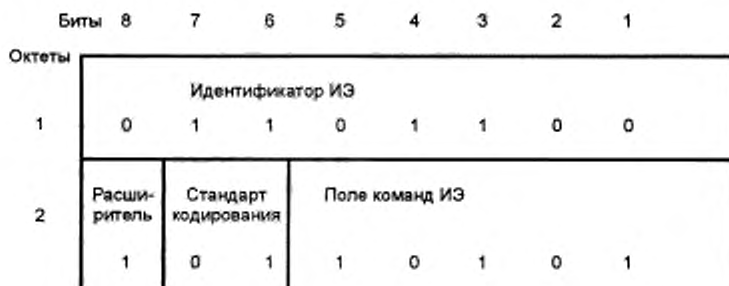 Биты 8 7 6 5 4 3 2 1
Октеты
Идентификатор ИЭ
1 0 1 1 0 1 1 0 0
Расши-
ритель
Стандарт
кодирования
Поле команд ИЭ
2
1 0 1 1 0 1 0 1